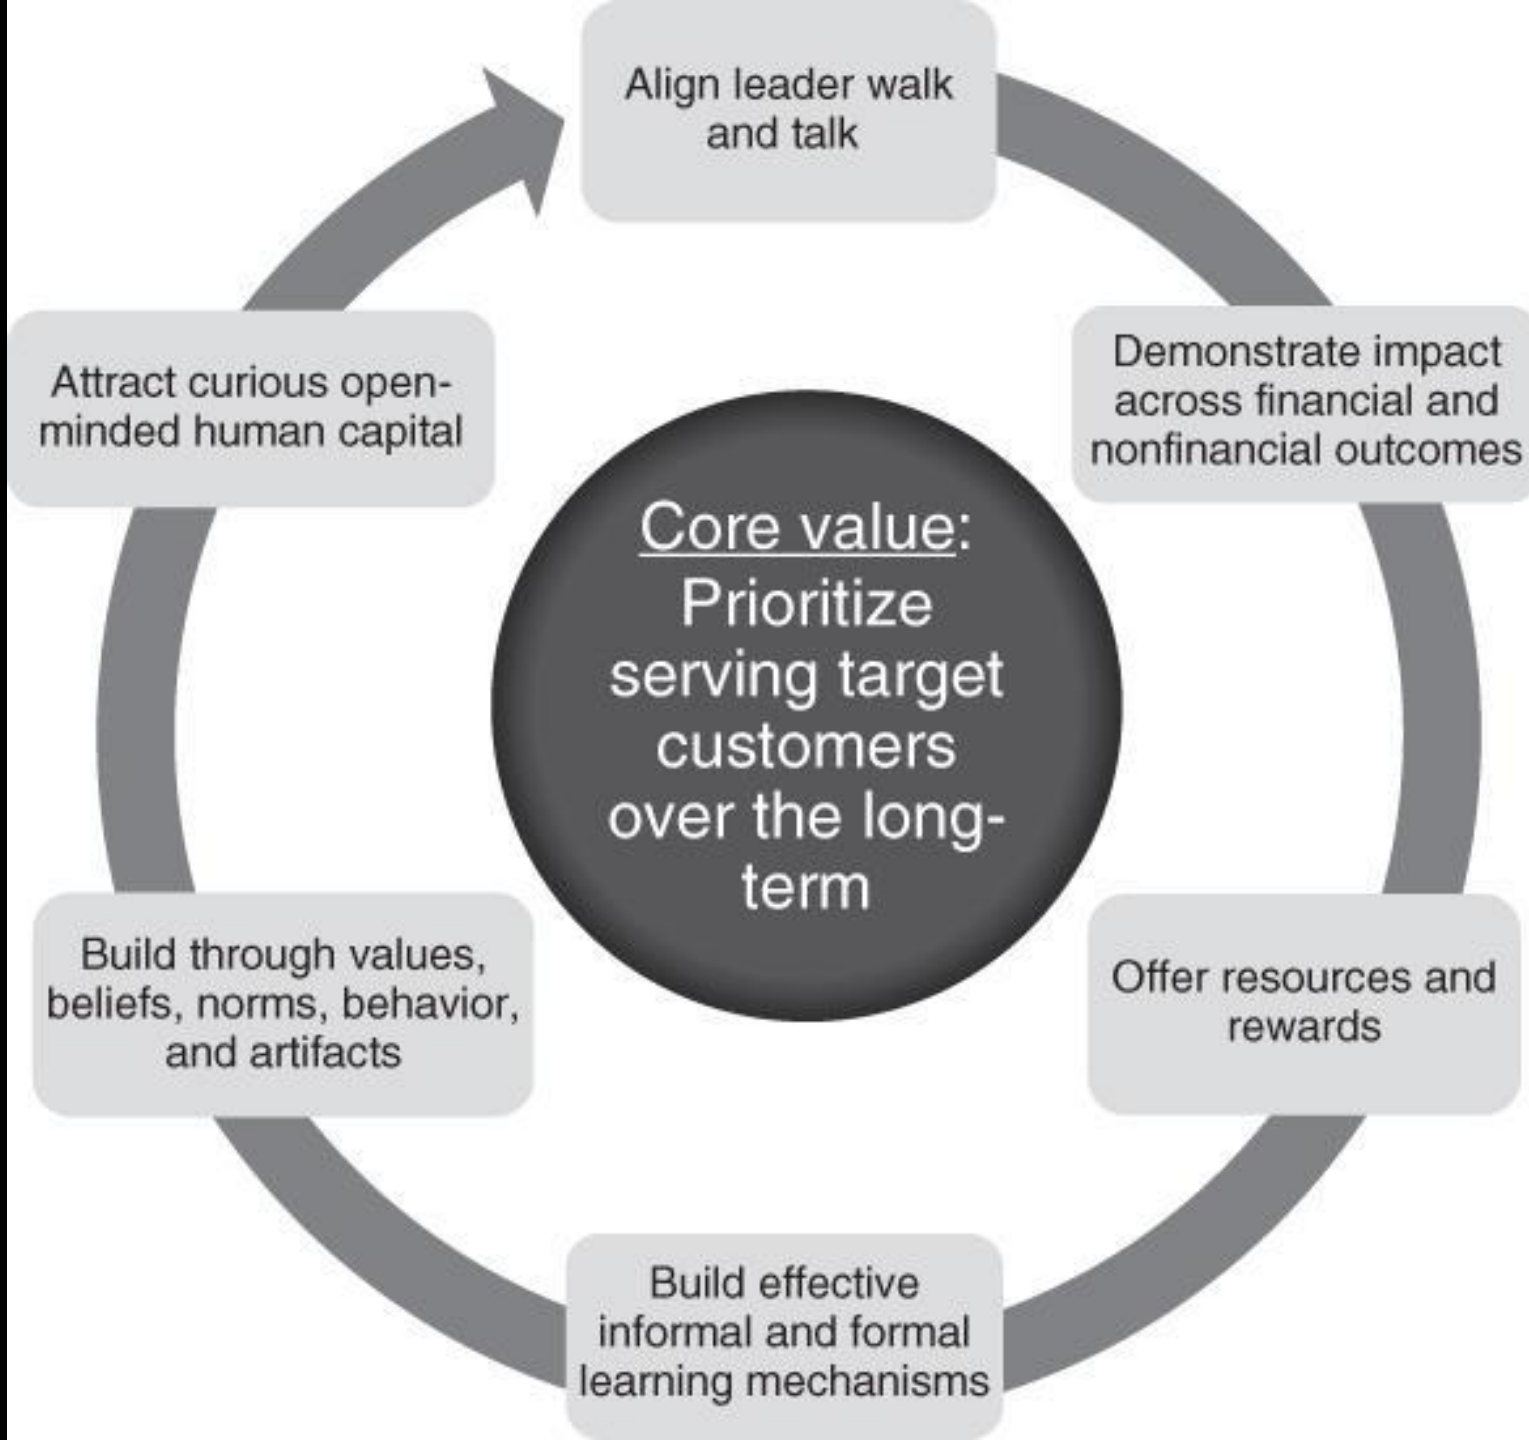 Align leader walk
and talk
Demonstrate impact
across financial and
nonfinancial outcomes
Offer resources and
rewards
Build effective
informal and formal
learning mechanisms
Build through values,
beliefs, norms, behavior,
and artifacts
Attract curious open-
minded human capital
Core value:
Prioritize
serving target
customers
over the long-
term